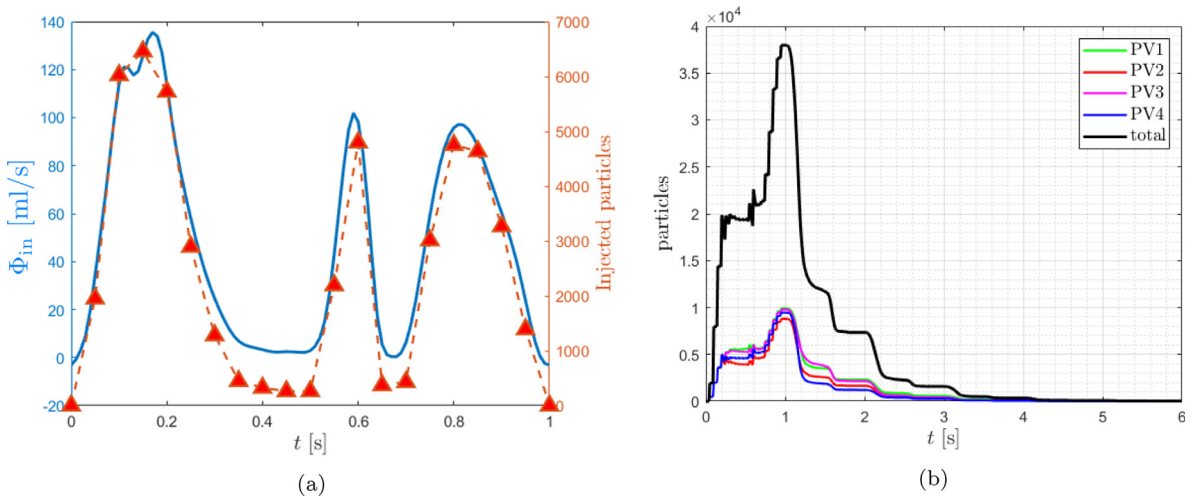 140
120
100
80
60
40
20
0
-20
Φin [ml/s]
7000
6000
5000
4000
3000
2000
1000
0
Injected particles
0 0.2 0.4 0.6 0.8 1
t [s]
(a)
×10⁴
4
3.5
3
2.5
2
1.5
1
0.5
0
particles
PV1
PV2
PV3
PV4
total
0 1 2 3 4 5 6
t [s]
(b)